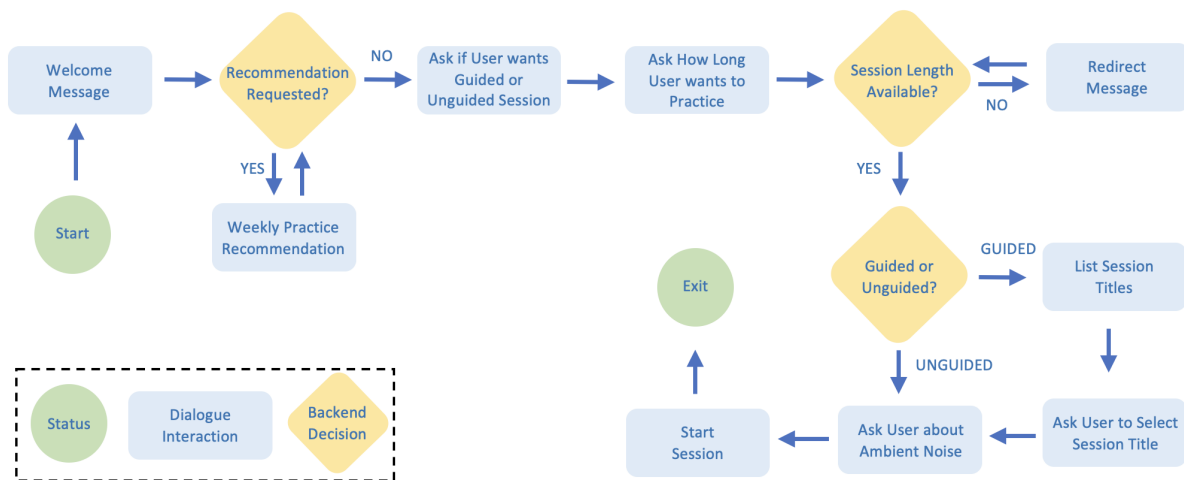 Welcome
Message
Recommendation
Requested?
NO
Ask if User wants
Guided or
Unguided Session
Ask How Long
User wants to
Practice
Session Length
Available?
NO
Redirect
Message
YES
Start
Weekly Practice
Recommendation
YES
Exit
Guided or
Unguided?
GUIDED
List Session
Titles
UNGUIDED
Status
Dialogue
Interaction
Backend
Decision
Start
Session
Ask User about
Ambient Noise
Ask User to Select
Session Title